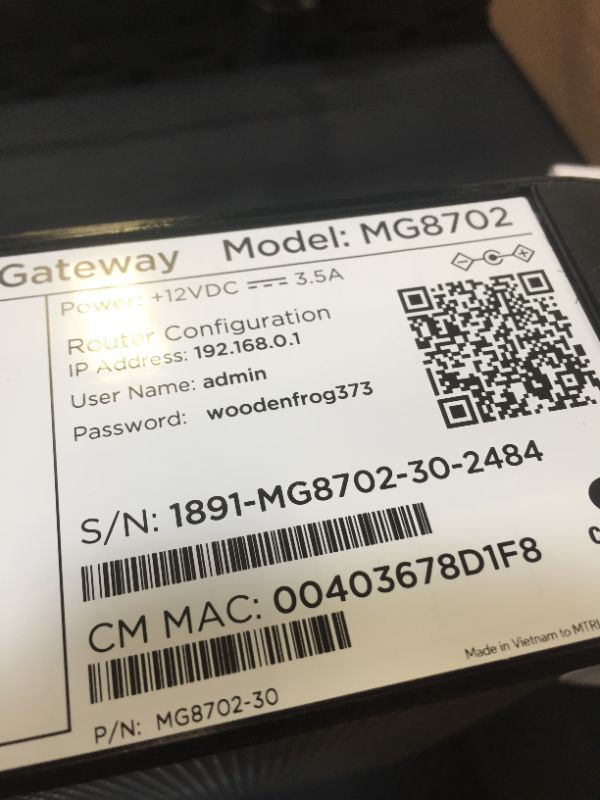 Gateway Model: MG8702
Power: +12VDC ⎓ 3.5A
Router Configuration
IP Address: 192.168.0.1
User Name: admin
Password: woodenfrog373
S/N: 1891-MG8702-30-2484
CM MAC: 00403678D1F8
Made in Vietnam to MTR
P/N: MG8702-30